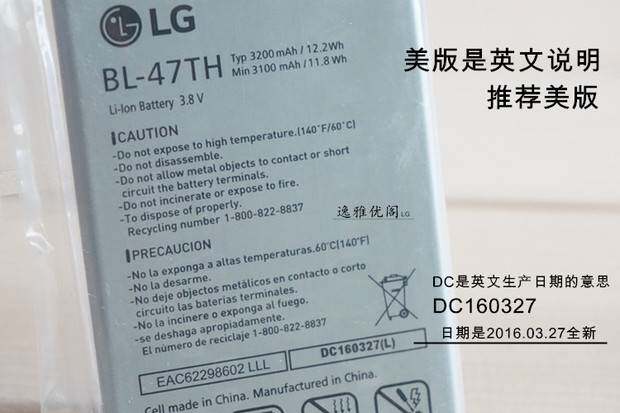 LG
BL-47TH
Typ 3200mAh / 12.2Wh
Min 3100 mAh / 11.8 Wh
Li-Ion Battery 3.8 V
美版是英文说明
推荐美版
CAUTION
-Do not expose to high temperature.(140°F/60°C)
-Do not disassemble.
-Do not allow metal objects to contact or short
circuit the battery terminals.
-Do not incinerate or expose to fire.
-To dispose of properly.
Recycling number 1-800-822-8837
逸雅优阁LG
PRECAUCION
-No la exponga a altas temperaturas.60°C(140°F)
-No la desarme.
-No deje objetos metálicos en contacto o corto
circuito las baterías terminales.
-No la incinere o exponga al fuego.
-se deshaga apropiadamente.
El número de reciclaje 1-800-822-8837
DC是英文生产日期的意思
DC160327
日期是2016.03.27全新
EAC62298602 LLL
DC160327(L)
Cell made in China. Manufactured in China.